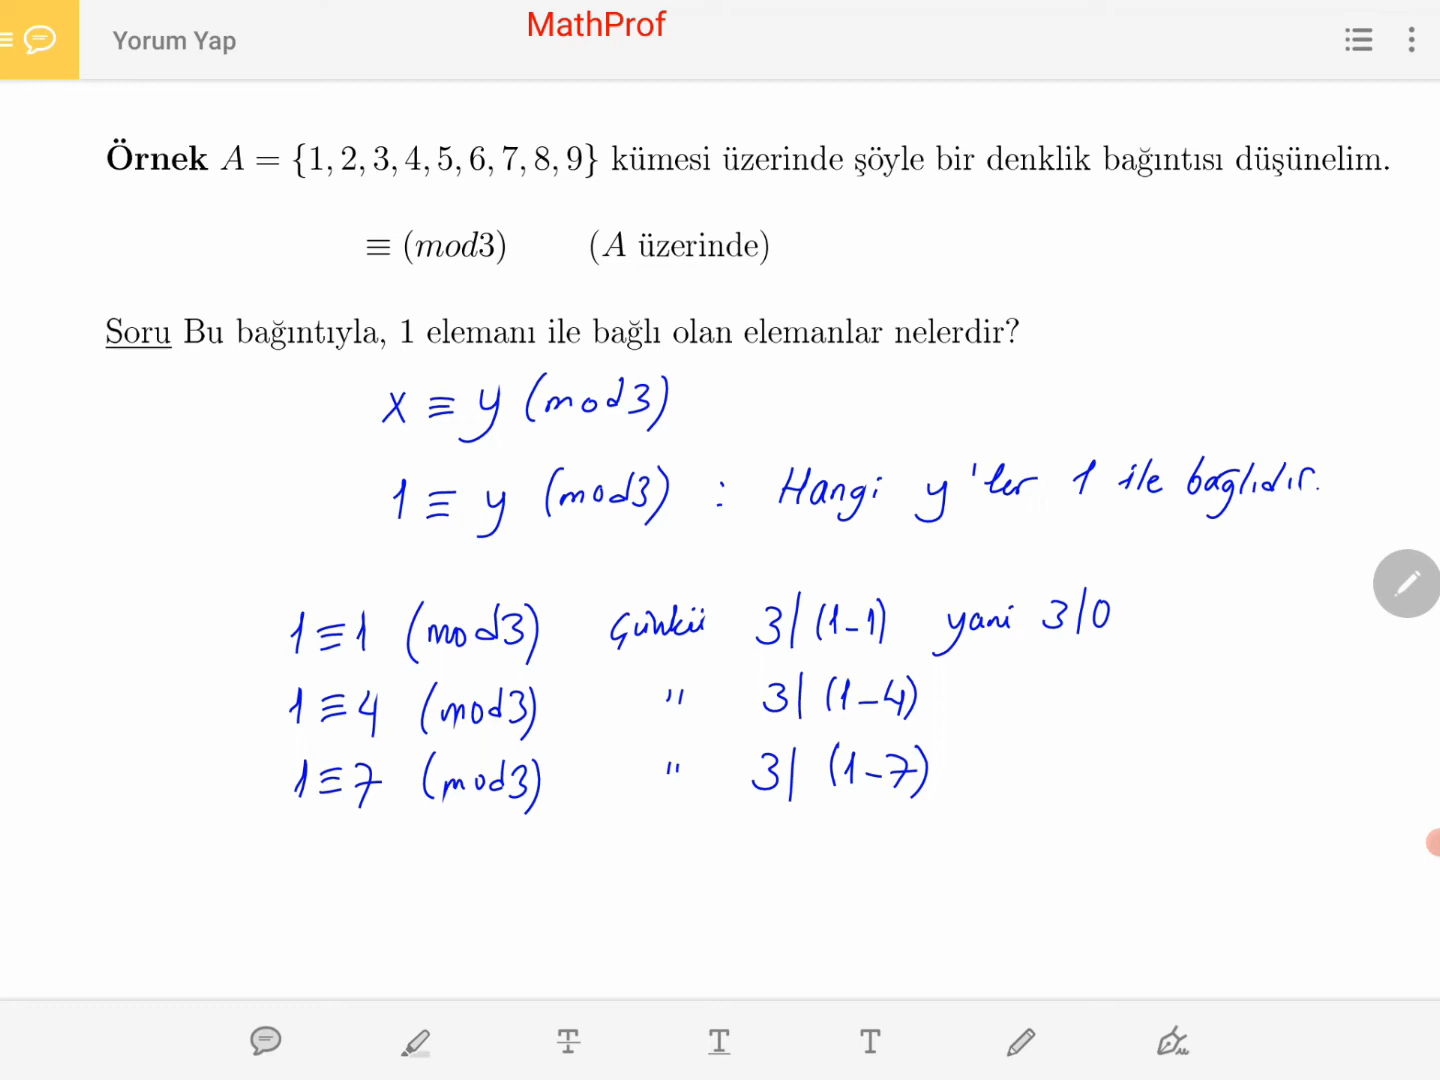 MathProf
Yorum Yap
Örnek A = {1, 2, 3, 4, 5, 6, 7, 8, 9} kümesi üzerinde şöyle bir denklik bağıntısı düşünelim.
≡ (mod3) (A üzerinde)
Soru Bu bağıntıyla, 1 elemanı ile bağlı olan elemanlar nelerdir?
x ≡ y (mod3)
1 ≡ y (mod3) : Hangi y'ler 1 ile bağlıdır.
1 ≡ 1 (mod3) Çünkü 3|(1-1) yani 3|0
1 ≡ 4 (mod3) " 3|(1-4)
1 ≡ 7 (mod3) " 3|(1-7)